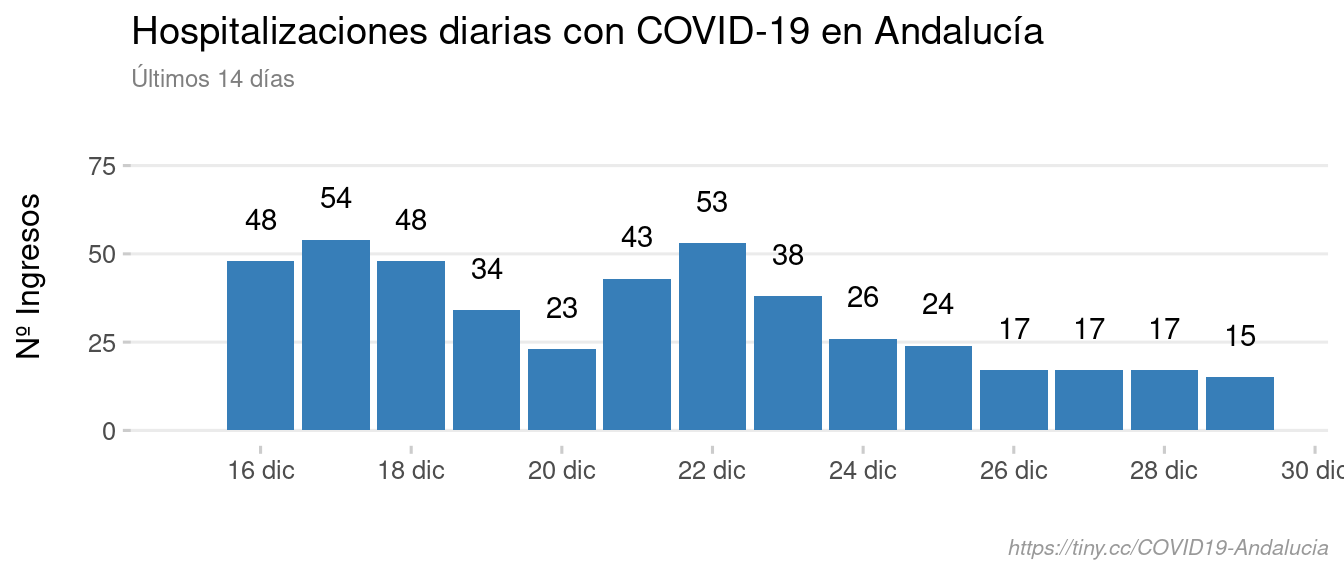 Hospitalizaciones diarias con COVID-19 en Andalucía
Últimos 14 días
Nº Ingresos
75
50
25
0
48
54
48
34
23
43
53
38
26
24
17
17
17
15
16 dic
18 dic
20 dic
22 dic
24 dic
26 dic
28 dic
30 dic
https://tiny.cc/COVID19-Andalucia